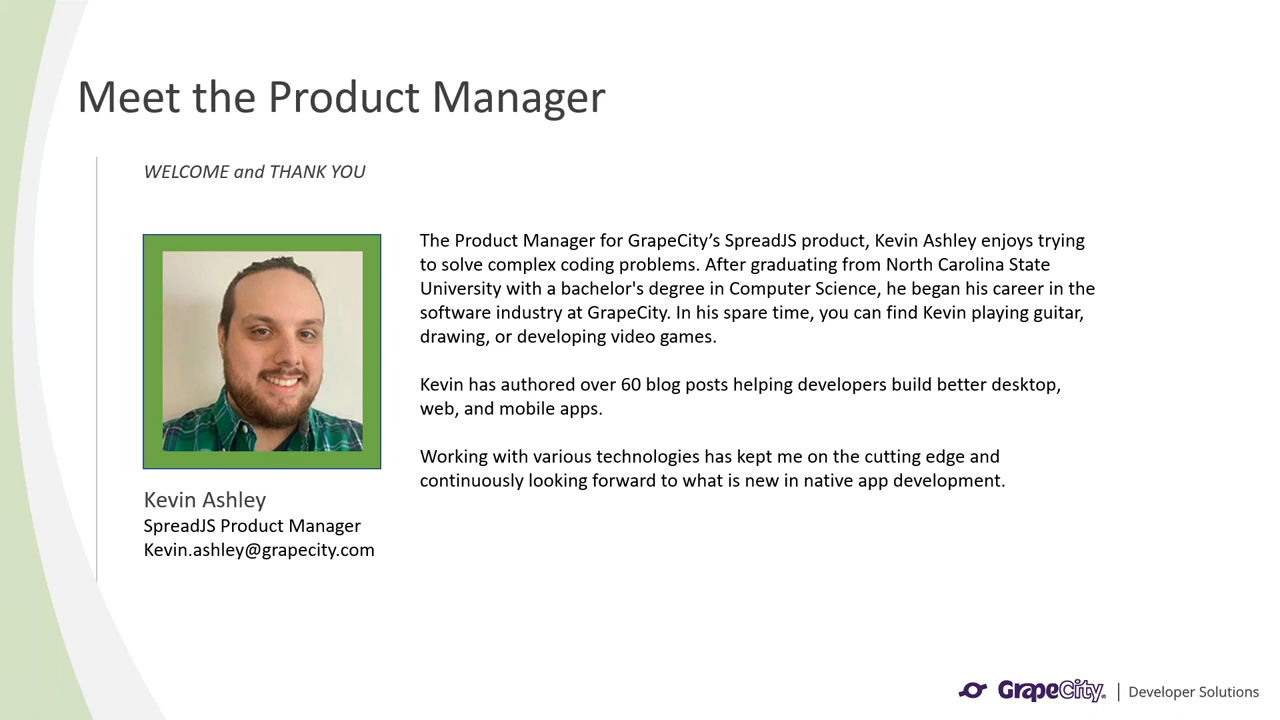 Meet the Product Manager
WELCOME and THANK YOU
The Product Manager for GrapeCity’s SpreadJS product, Kevin Ashley enjoys trying
to solve complex coding problems. After graduating from North Carolina State
University with a bachelor's degree in Computer Science, he began his career in the
software industry at GrapeCity. In his spare time, you can find Kevin playing guitar,
drawing, or developing video games.
Kevin has authored over 60 blog posts helping developers build better desktop,
web, and mobile apps.
Working with various technologies has kept me on the cutting edge and
continuously looking forward to what is new in native app development.
Kevin Ashley
SpreadJS Product Manager
Kevin.ashley@grapecity.com
GrapeCity® | Developer Solutions